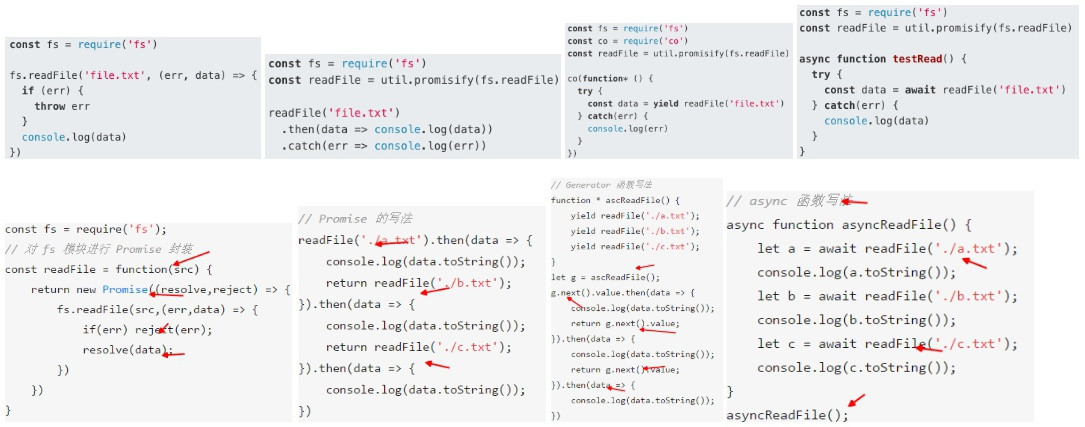 const fs = require('fs')
fs.readFile('file.txt', (err, data) => {
if (err) {
throw err
}
console.log(data)
})
const fs = require('fs')
const readFile = util.promisify(fs.readFile)
readFile('file.txt')
.then(data => console.log(data))
.catch(err => console.log(err))
const fs = require('fs')
const co = require('co')
const readFile = util.promisify(fs.readFile)
co(function* () {
try {
const data = yield readFile('file.txt')
} catch(err) {
console.log(err)
}
})
const fs = require('fs')
const readFile = util.promisify(fs.readFile)
async function testRead() {
try {
const data = await readFile('file.txt')
} catch(err) {
console.log(data)
}
}
const fs = require('fs');
// 对 fs 模块进行 Promise 封装
const readFile = function(src) {
return new Promise((resolve,reject) => {
fs.readFile(src,(err,data) => {
if(err) reject(err);
resolve(data);
})
})
}
// Promise 的写法
readFile('./a.txt').then(data => {
console.log(data.toString());
return readFile('./b.txt');
}).then(data => {
console.log(data.toString());
return readFile('./c.txt');
}).then(data => {
console.log(data.toString());
})
// Generator 函数写法
function * ascReadFile() {
yield readFile('./a.txt');
yield readFile('./b.txt');
yield readFile('./c.txt');
}
let g = ascReadFile();
g.next().value.then(data => {
console.log(data.toString());
return g.next().value;
}).then(data => {
console.log(data.toString());
return g.next().value;
}).then(data => {
console.log(data.toString());
})
// async 函数写法
async function asyncReadFile() {
let a = await readFile('./a.txt');
console.log(a.toString());
let b = await readFile('./b.txt');
console.log(b.toString());
let c = await readFile('./c.txt');
console.log(c.toString());
}
asyncReadFile();